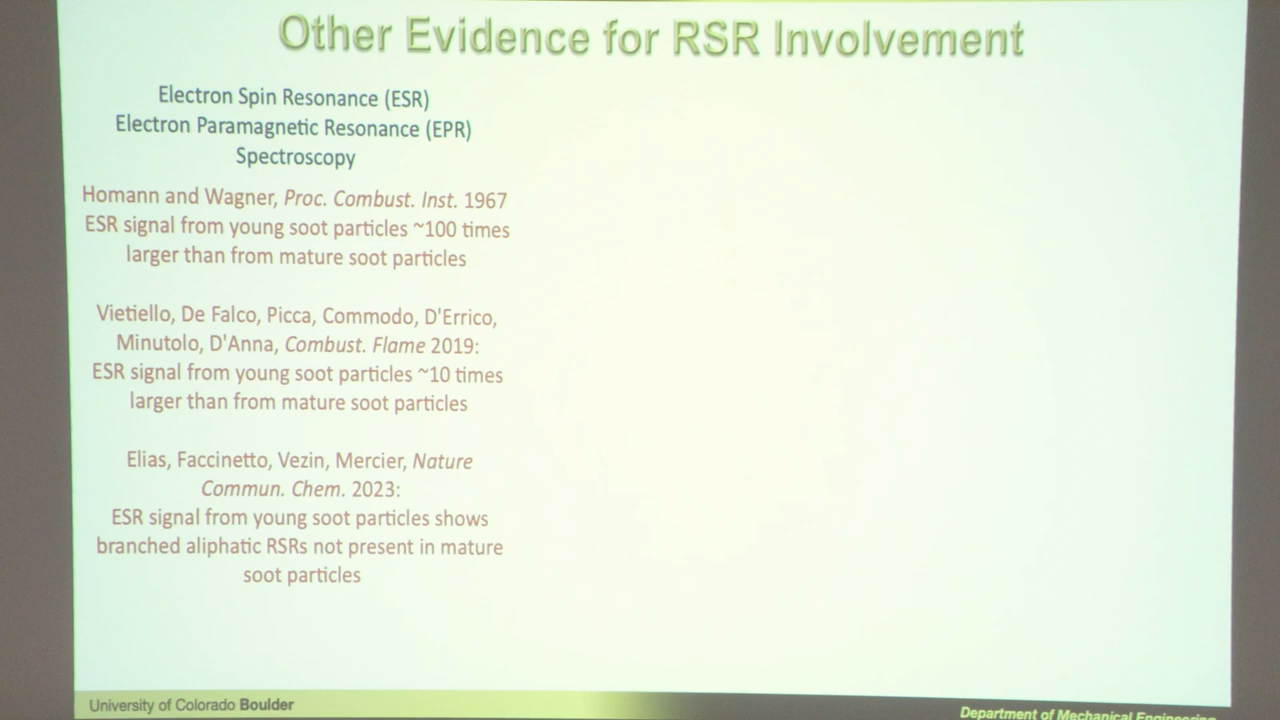 Other Evidence for RSR Involvement
Electron Spin Resonance (ESR)
Electron Paramagnetic Resonance (EPR)
Spectroscopy
Homann and Wagner, Proc. Combust. Inst. 1967
ESR signal from young soot particles ~100 times
larger than from mature soot particles
Vietiello, De Falco, Picca, Commodo, D'Errico,
Minutolo, D'Anna, Combust. Flame 2019:
ESR signal from young soot particles ~10 times
larger than from mature soot particles
Elias, Faccinetto, Vezin, Mercier, Nature
Commun. Chem. 2023:
ESR signal from young soot particles shows
branched aliphatic RSRs not present in mature
soot particles
University of Colorado Boulder
Department of Mechanical Engineering